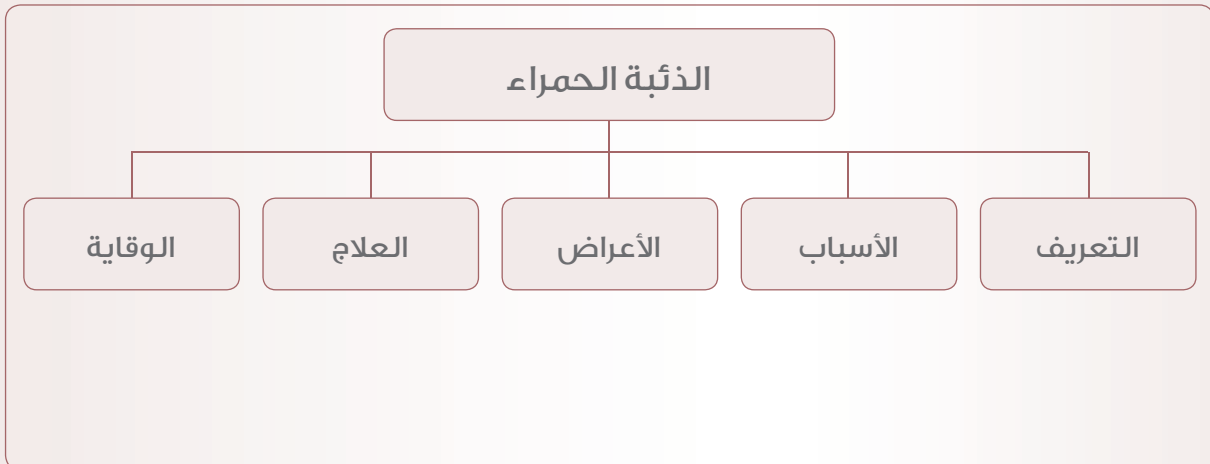 الذئبة الحمراء
التعريف
الأسباب
الأعراض
العلاج
الوقاية